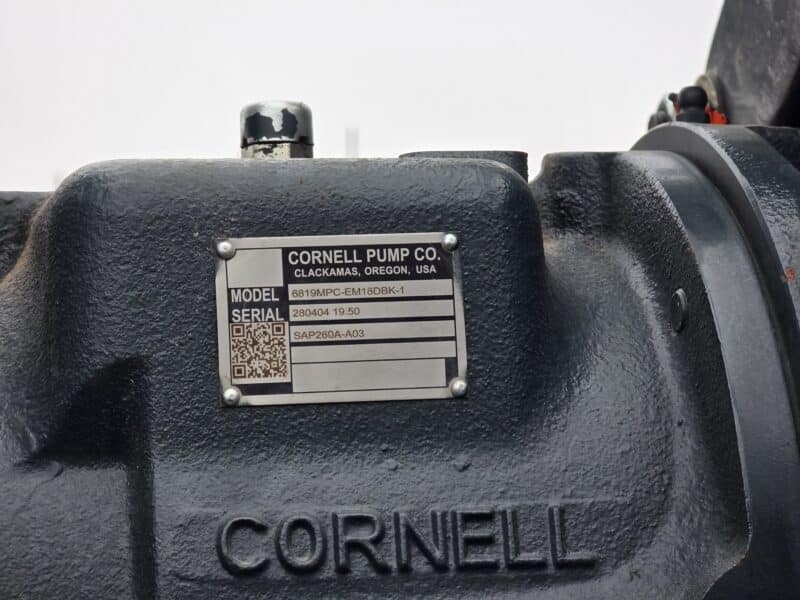 CORNELL PUMP CO.
CLACKAMAS, OREGON, USA
MODEL 6819MPC-EM18DBK-1
SERIAL 280404 19.50
SAP260A-A03
CORNELL